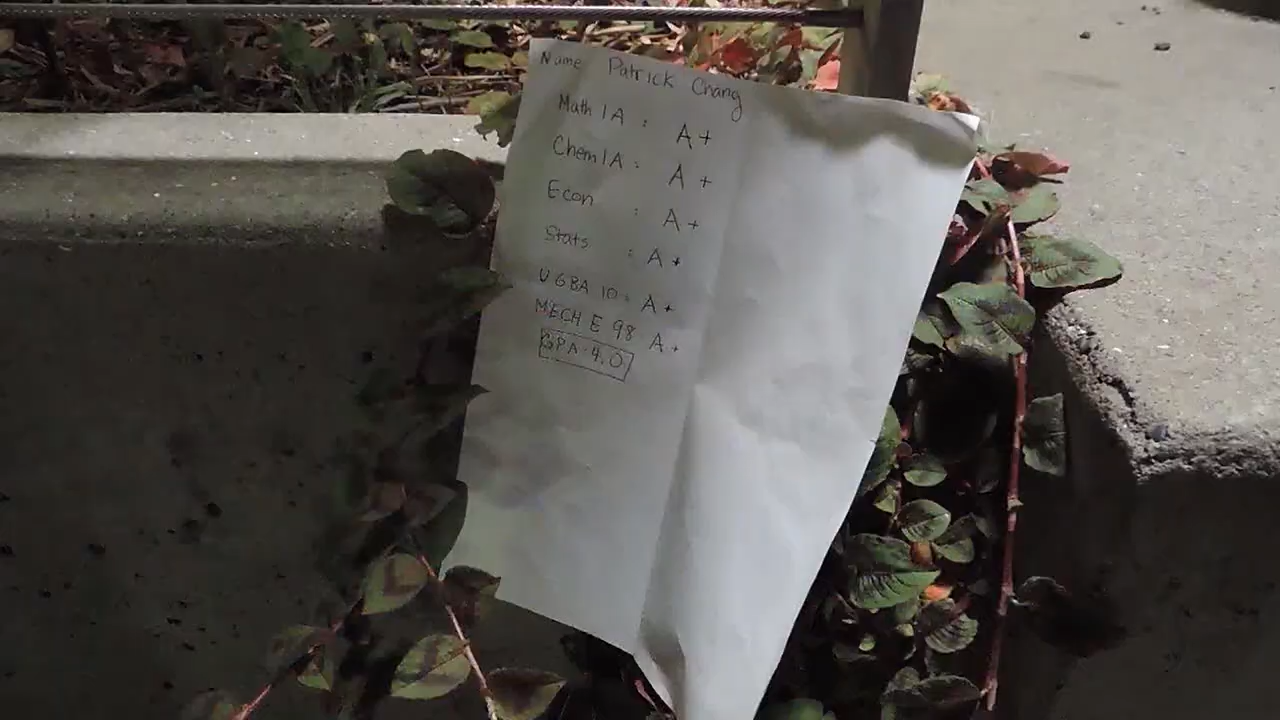 Name Patrick Chang
Math 1A : A+
Chem 1A : A+
Econ : A+
Stats : A+
UGBA 10 : A+
MECH E 98 A+
GPA - 4.0